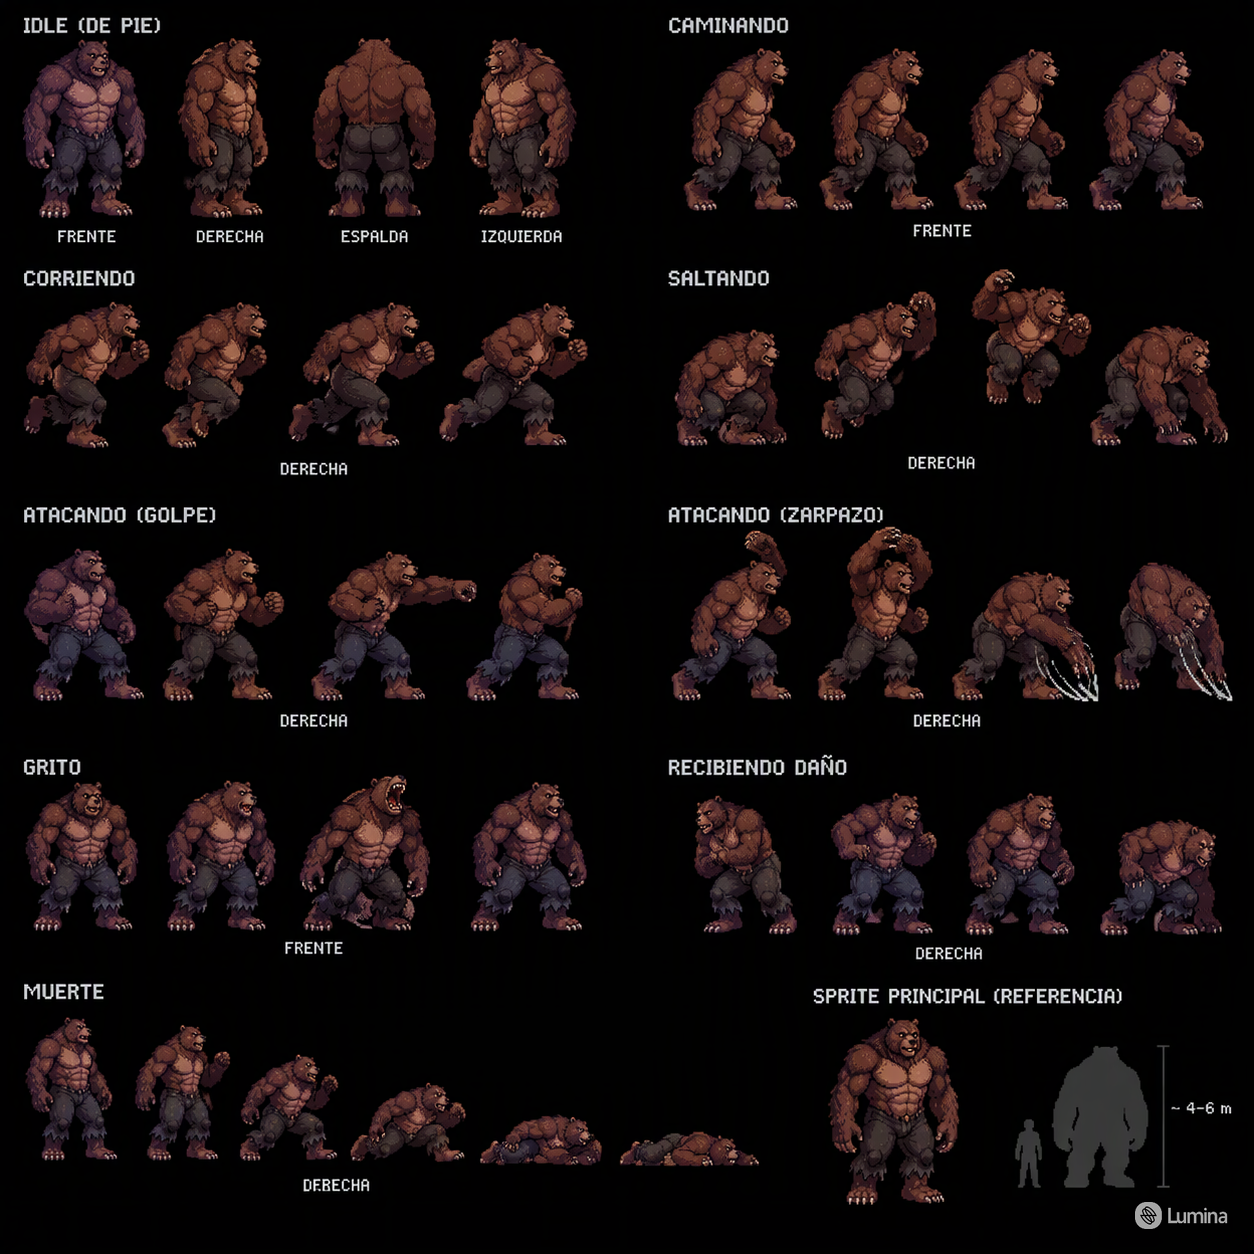 IDLE (DE PIE)
FRENTE
DERECHA
ESPALDA
IZQUIERDA
CAMINANDO
FRENTE
CORRIENDO
DERECHA
SALTANDO
DERECHA
ATACANDO (GOLPE)
DERECHA
ATACANDO (ZARPAZO)
DERECHA
GRITO
FRENTE
RECIBIENDO DAÑO
DERECHA
MUERTE
DERECHA
SPRITE PRINCIPAL (REFERENCIA)
~ 4-6 m
Lumina